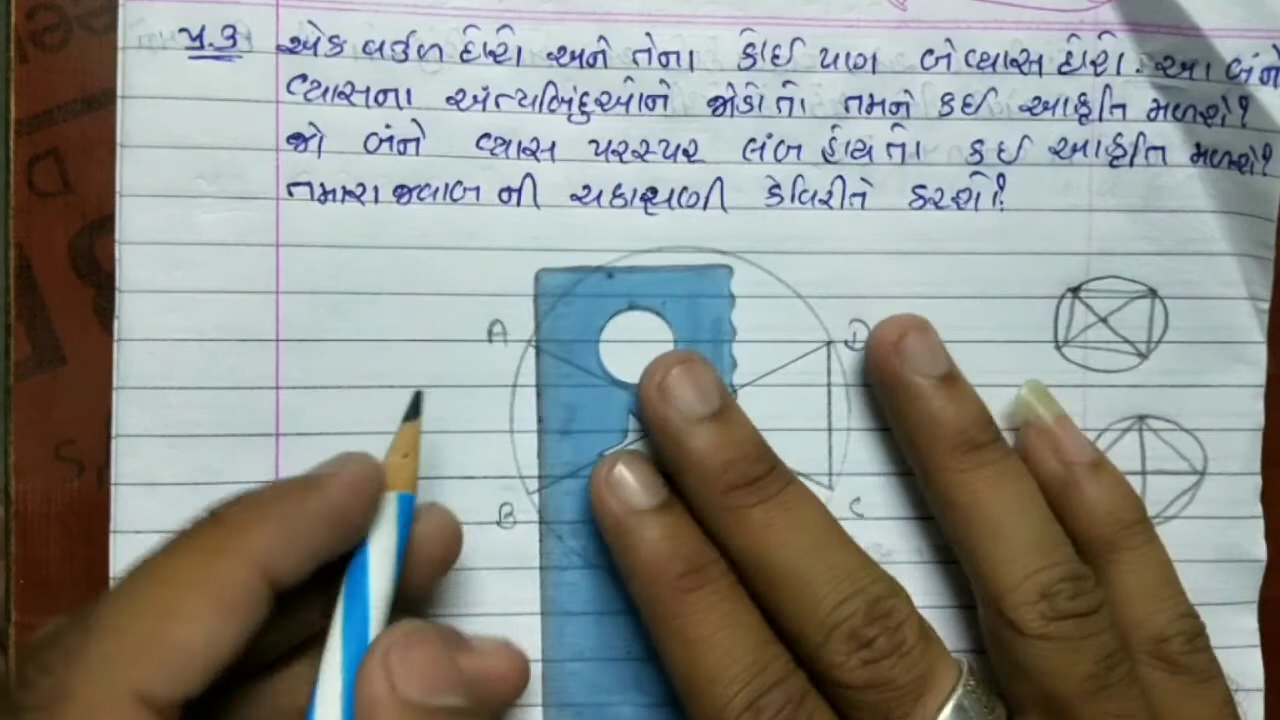 પ્ર.૩ એક વર્તુળ દોરો અને તેના કોઈ પણ બે વ્યાસ દોરો. આ બંને
વ્યાસના અંત્યબિંદુઓને જોડો તો તમને કઈ આકૃતિ મળશે?
જો બંને વ્યાસ પરસ્પર લંબ હોય તો કઈ આકૃતિ મળશે?
તમારા જવાબ ની ચકાસણી કેવિરીતે કરશો?
A D
B C